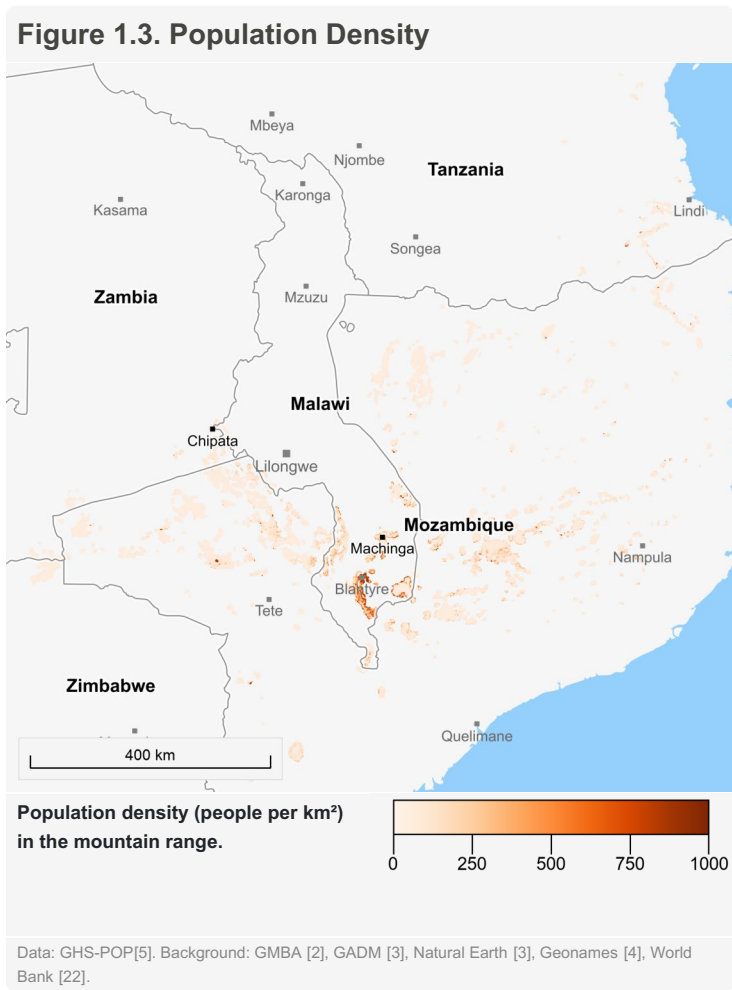 Figure 1.3. Population Density
Mbeya
Njombe
Tanzania
Karonga
Kasama
Lindi
Songea
Zambia
Mzuzu
Malawi
Chipata
Lilongwe
Mozambique
Machinga
Nampula
Blantyre
Tete
Zimbabwe
Quelimane
400 km
Population density (people per km²)
in the mountain range.
0 250 500 750 1000
Data: GHS-POP[5]. Background: GMBA [2], GADM [3], Natural Earth [3], Geonames [4], World
Bank [22].